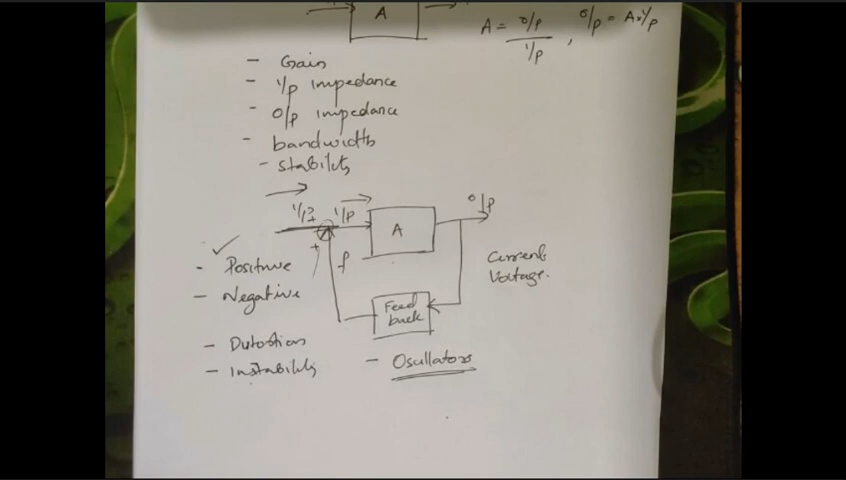 A
A = o/p / i/p , o/p = A × i/p
- Gain
- i/p impedance
- o/p impedance
- bandwidth
- stability
i/p + i/p A o/p
+ f
Current
Voltage.
- Positive
- Negative
Feed
back
- Distortion
- instability
- Oscillators